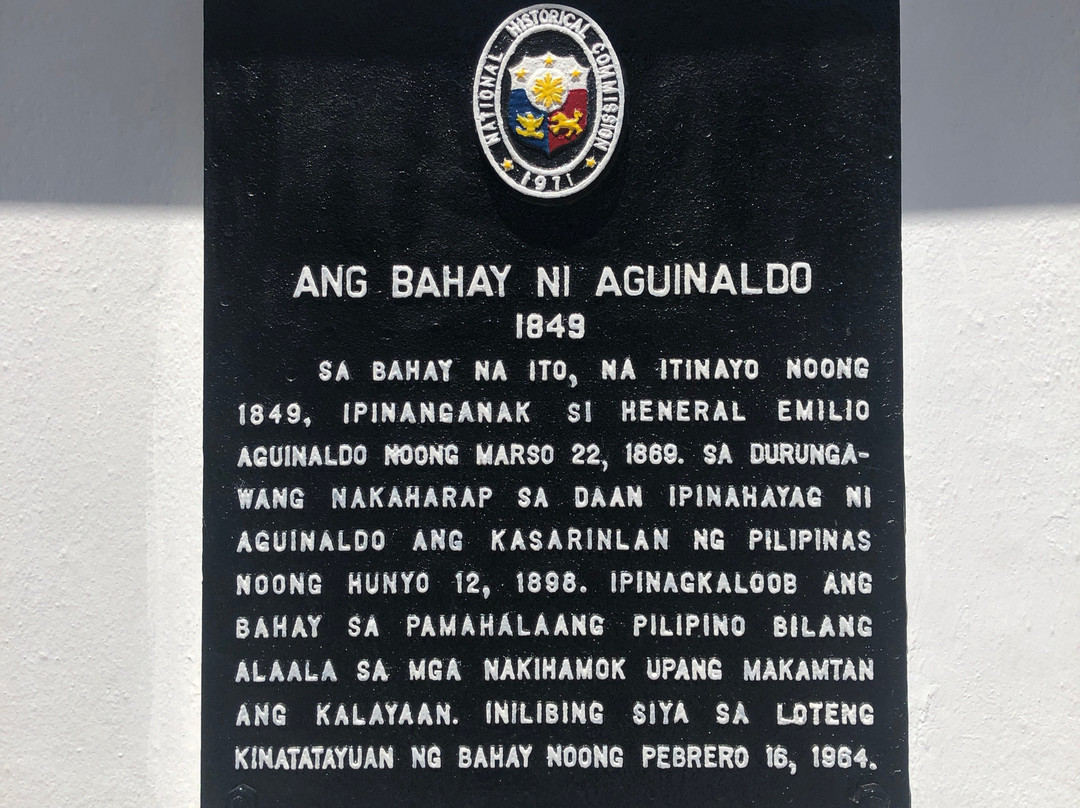 NATIONAL HISTORICAL COMMISSION
1971
ANG BAHAY NI AGUINALDO
1849
SA BAHAY NA ITO, NA ITINAYO NOONG
1849, IPINANGANAK SI HENERAL EMILIO
AGUINALDO NOONG MARSO 22, 1869. SA DURUNGA-
WANG NAKAHARAP SA DAAN IPINAHAYAG NI
AGUINALDO ANG KASARINLAN NG PILIPINAS
NOONG HUNYO 12, 1898. IPINAGKALOOB ANG
BAHAY SA PAMAHALAANG PILIPINO BILANG
ALAALA SA MGA NAKIHAMOK UPANG MAKAMTAN
ANG KALAYAAN. INILIBING SIYA SA LOTENG
KINATATAYUAN NG BAHAY NOONG PEBRERO 16, 1964.